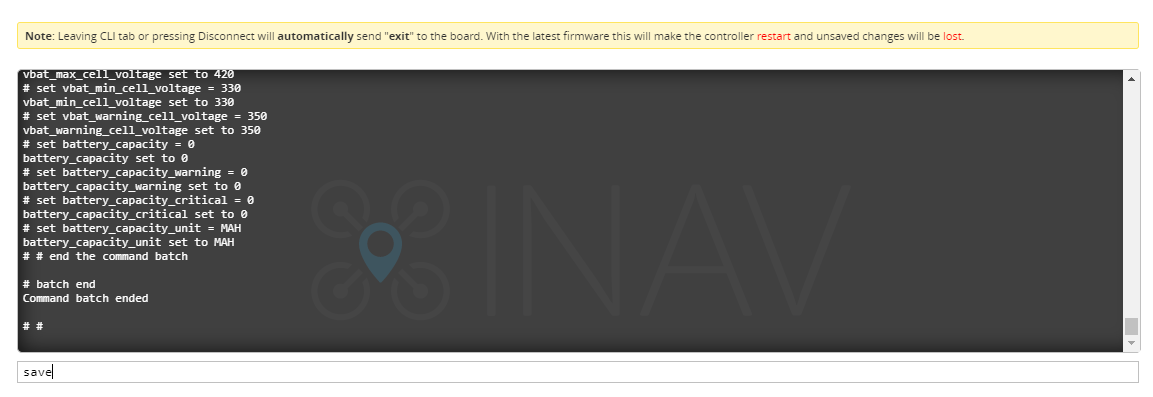 Note: Leaving CLI tab or pressing Disconnect will automatically send "exit" to the board. With the latest firmware this will make the controller restart and unsaved changes will be lost.
vbat_max_cell_voltage set to 420
# set vbat_min_cell_voltage = 330
vbat_min_cell_voltage set to 330
# set vbat_warning_cell_voltage = 350
vbat_warning_cell_voltage set to 350
# set battery_capacity = 0
battery_capacity set to 0
# set battery_capacity_warning = 0
battery_capacity_warning set to 0
# set battery_capacity_critical = 0
battery_capacity_critical set to 0
# set battery_capacity_unit = MAH
battery_capacity_unit set to MAH
# # end the command batch
# batch end
Command batch ended
# #
INAV
save